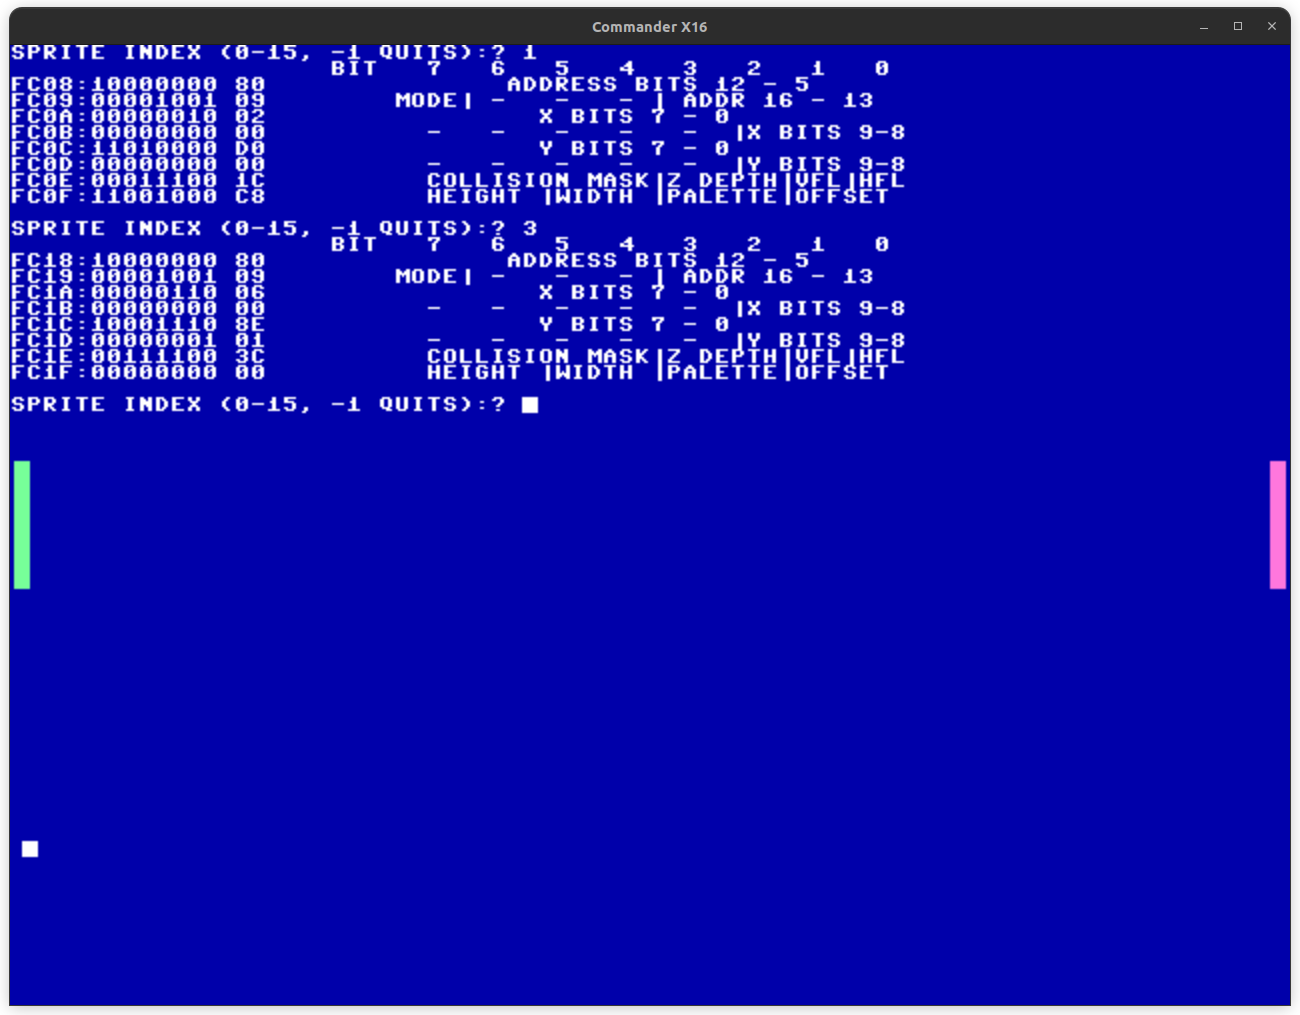 Commander X16
SPRITE INDEX (0-15, -1 QUITS):? 1
BIT 7 6 5 4 3 2 1 0
FC08:10000000 80 ADDRESS BITS 12 - 5
FC09:00001001 09 MODE| - - - | ADDR 16 - 13
FC0A:00000010 02 X BITS 7 - 0
FC0B:00000000 00 - - - - - |X BITS 9-8
FC0C:11010000 D0 Y BITS 7 - 0
FC0D:00000000 00 - - - - - |Y BITS 9-8
FC0E:00011100 1C COLLISION MASK|Z DEPTH|VFL|HFL
FC0F:11001000 C8 HEIGHT |WIDTH |PALETTE|OFFSET
SPRITE INDEX (0-15, -1 QUITS):? 3
BIT 7 6 5 4 3 2 1 0
FC18:10000000 80 ADDRESS BITS 12 - 5
FC19:00001001 09 MODE| - - - | ADDR 16 - 13
FC1A:00000110 06 X BITS 7 - 0
FC1B:00000000 00 - - - - - |X BITS 9-8
FC1C:10001110 8E Y BITS 7 - 0
FC1D:00000001 01 - - - - - |Y BITS 9-8
FC1E:00111100 3C COLLISION MASK|Z DEPTH|VFL|HFL
FC1F:00000000 00 HEIGHT |WIDTH |PALETTE|OFFSET
SPRITE INDEX (0-15, -1 QUITS):?